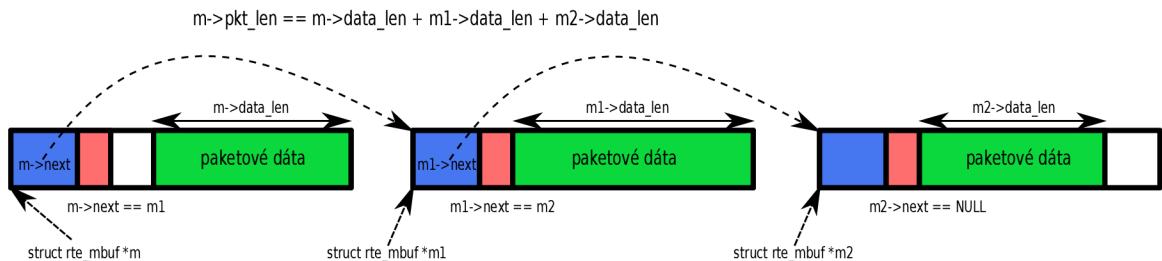 m->pkt_len == m->data_len + m1->data_len + m2->data_len
m->data_len
m1->data_len
m2->data_len
m->next
paketové dáta
m1->next
paketové dáta
paketové dáta
m->next == m1
m1->next == m2
m2->next == NULL
struct rte_mbuf *m
struct rte_mbuf *m1
struct rte_mbuf *m2